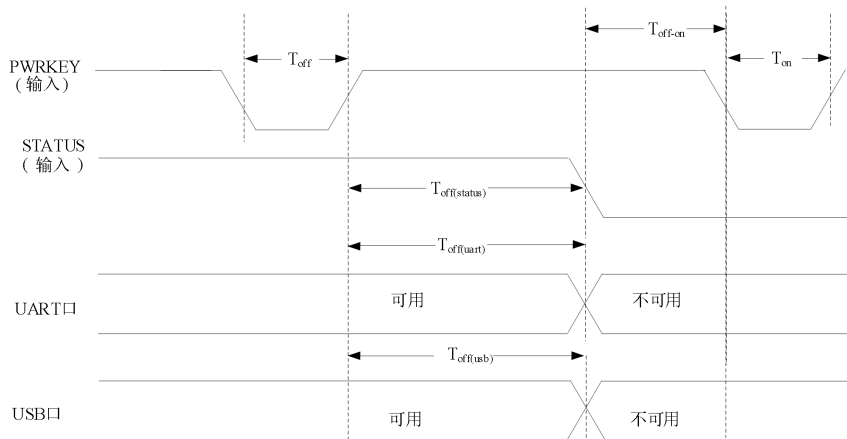 Toff-on
Toff
Ton
PWRKEY
(输入)
STATUS
(输入)
Toff(status)
Toff(uart)
UART口
可用
不可用
Toff(usb)
USB口
可用
不可用